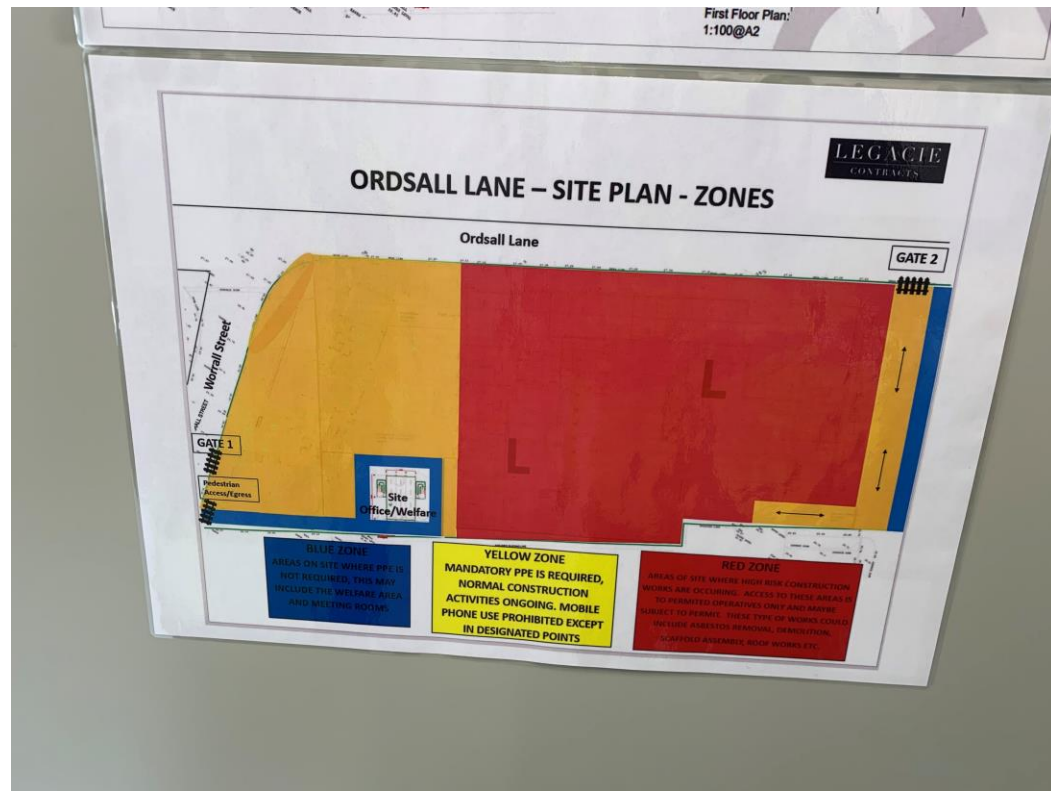 First Floor Plan:
1:100@A2
LEGACIE
CONTRACTS
ORDSALL LANE – SITE PLAN - ZONES
Ordsall Lane
GATE 2
Worrall Street
GATE 1
Pedestrian
Access/Egress
L
L
Site
Office/Welfare
BLUE ZONE
AREAS ON SITE WHERE PPE IS
NOT REQUIRED, THIS MAY
INCLUDE THE WELFARE AREA
AND MEETING ROOMS
YELLOW ZONE
MANDATORY PPE IS REQUIRED,
NORMAL CONSTRUCTION
ACTIVITIES ONGOING. MOBILE
PHONE USE PROHIBITED EXCEPT
IN DESIGNATED POINTS
RED ZONE
AREAS OF SITE WHERE HIGH RISK CONSTRUCTION
WORKS ARE OCCURING. ACCESS TO THESE AREAS IS
TO PERMITED OPERATIVES ONLY AND MAYBE
SUBJECT TO PERMIT. THESE TYPE OF WORKS COULD
INCLUDE ASBESTOS REMOVAL, DEMOLITION,
SCAFFOLD ASSEMBLY, ROOF WORKS ETC.